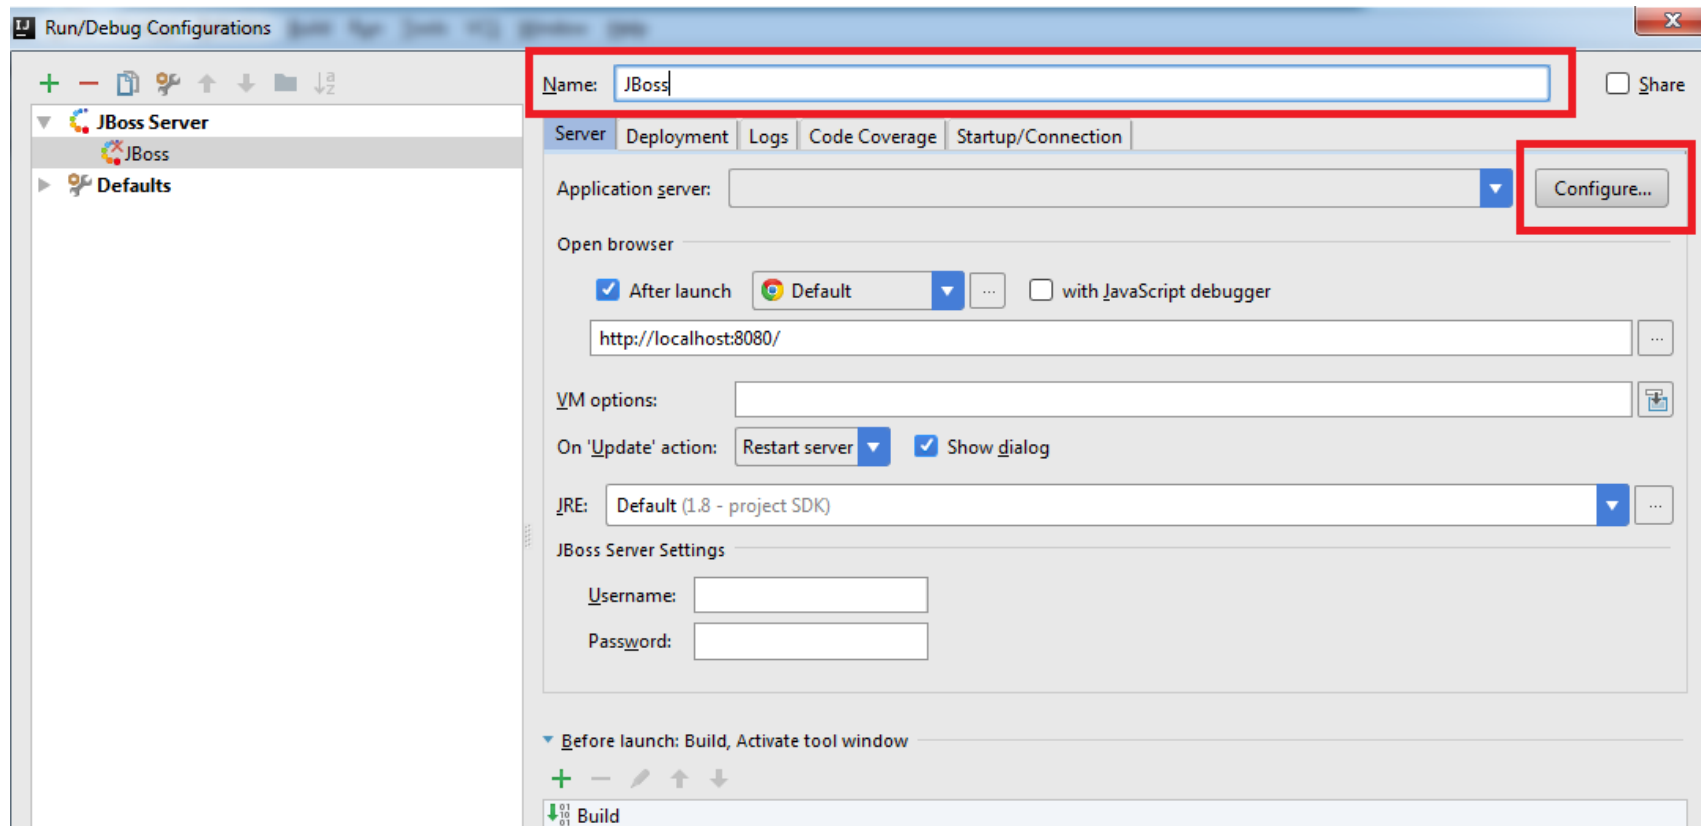 Run/Debug Configurations
Name: JBoss
Share
JBoss Server
JBoss
Defaults
Server Deployment Logs Code Coverage Startup/Connection
Application server:
Configure...
Open browser
After launch Default ... with JavaScript debugger
http://localhost:8080/ ...
VM options:
On 'Update' action: Restart server Show dialog
JRE: Default (1.8 - project SDK) ...
JBoss Server Settings
Username:
Password:
Before launch: Build, Activate tool window
Build